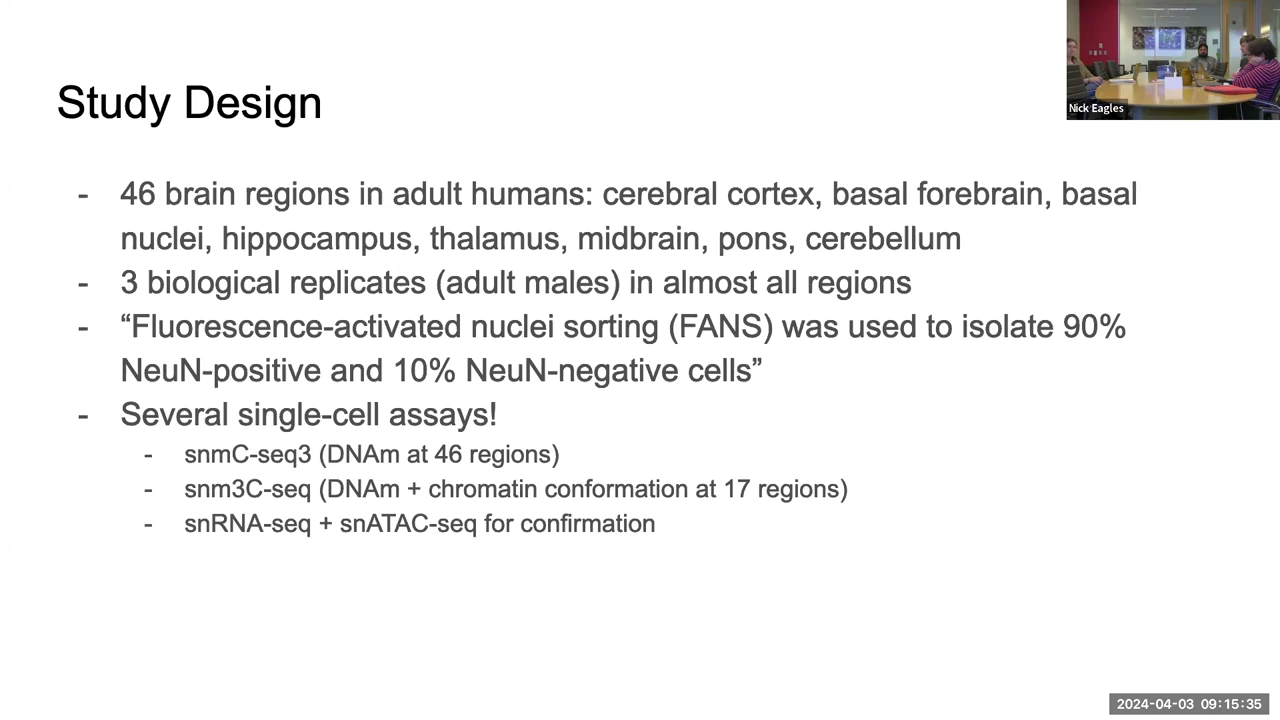 Nick Eagles
Study Design
- 46 brain regions in adult humans: cerebral cortex, basal forebrain, basal
nuclei, hippocampus, thalamus, midbrain, pons, cerebellum
- 3 biological replicates (adult males) in almost all regions
- “Fluorescence-activated nuclei sorting (FANS) was used to isolate 90%
NeuN-positive and 10% NeuN-negative cells”
- Several single-cell assays!
- snmC-seq3 (DNAm at 46 regions)
- snm3C-seq (DNAm + chromatin conformation at 17 regions)
- snRNA-seq + snATAC-seq for confirmation
2024-04-03 09:15:35